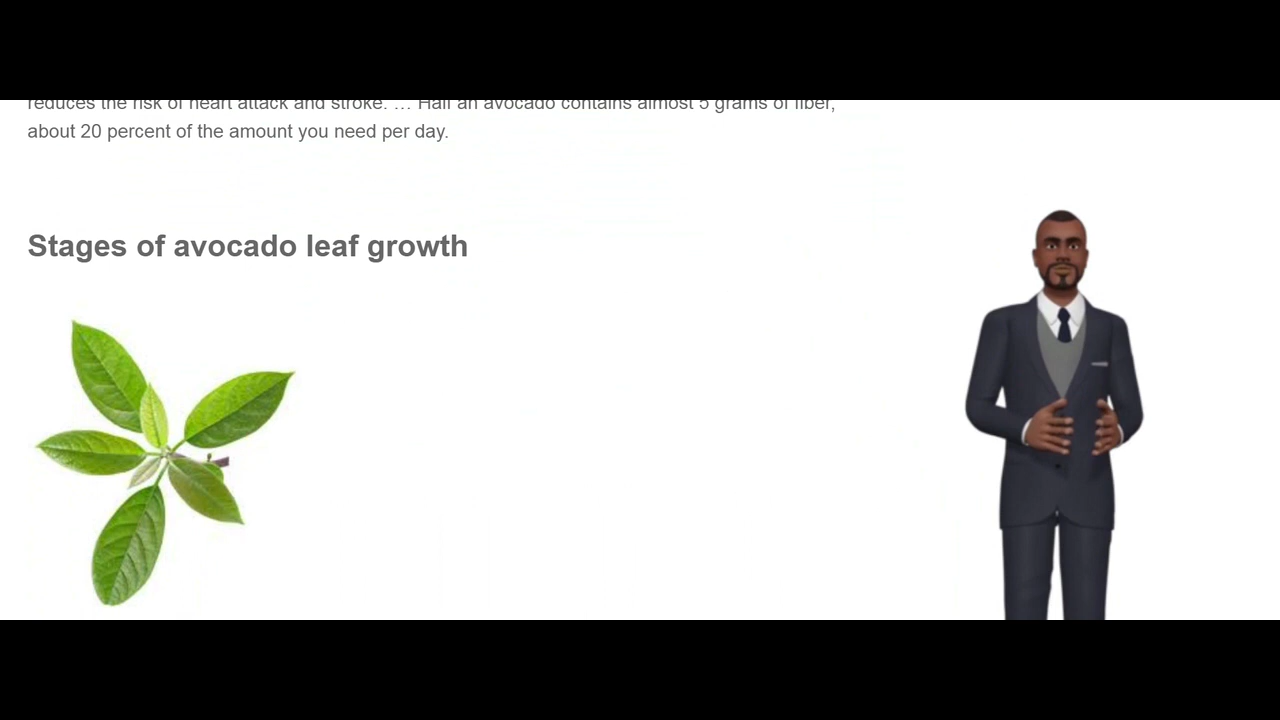 reduces the risk of heart attack and stroke. … Half an avocado contains almost 5 grams of fiber,
about 20 percent of the amount you need per day.
Stages of avocado leaf growth